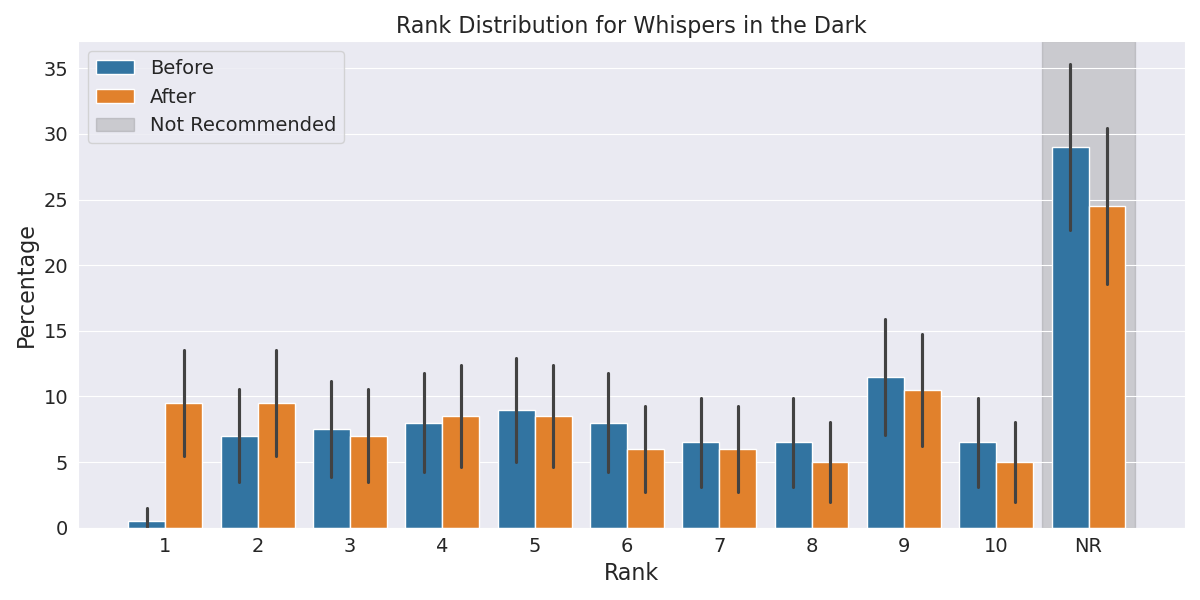 Rank Distribution for Whispers in the Dark
Before
After
Not Recommended
Percentage
35
30
25
20
15
10
5
0
1 2 3 4 5 6 7 8 9 10 NR
Rank